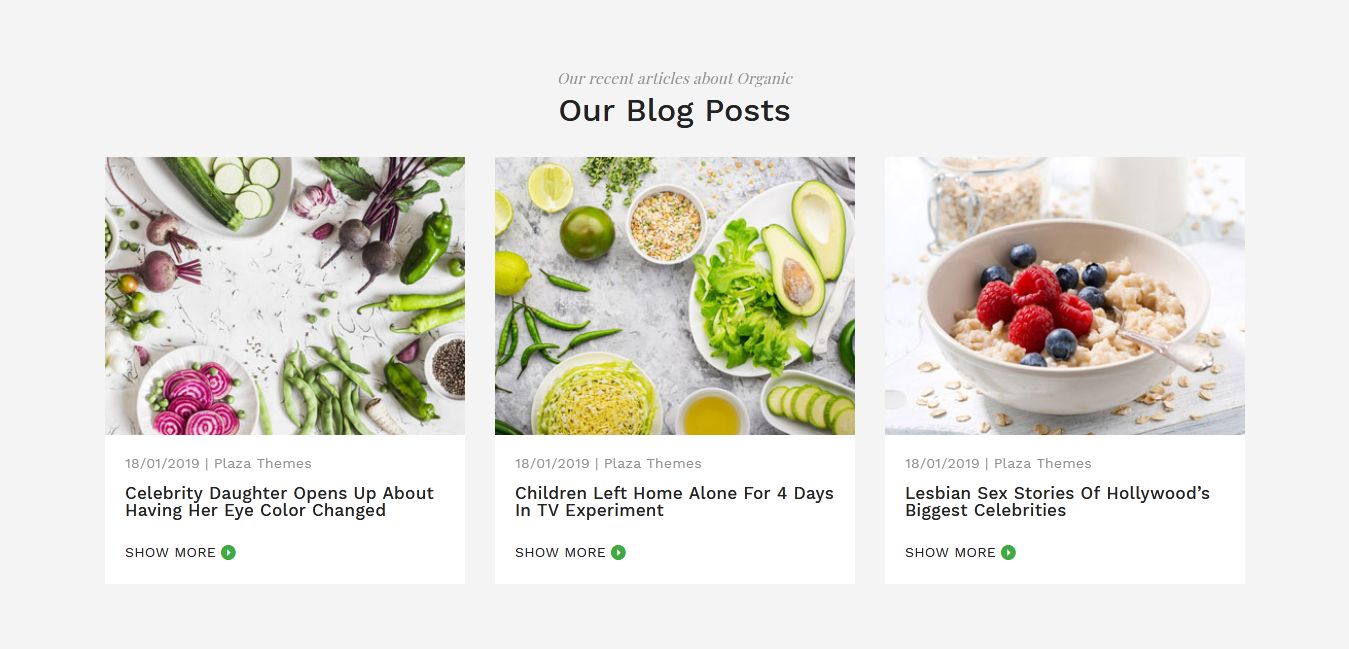 Our recent articles about Organic
Our Blog Posts
18/01/2019 | Plaza Themes
Celebrity Daughter Opens Up About
Having Her Eye Color Changed
SHOW MORE
18/01/2019 | Plaza Themes
Children Left Home Alone For 4 Days
In TV Experiment
SHOW MORE
18/01/2019 | Plaza Themes
Lesbian Sex Stories Of Hollywood’s
Biggest Celebrities
SHOW MORE